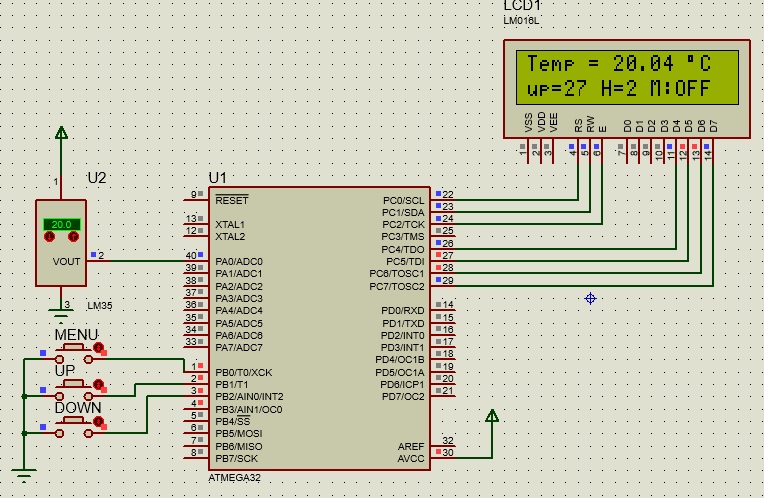 LCD1
LM016L
Temp = 20.04 °C
up=27 H=2 M:OFF
VSS
VDD
VEE
RS
RW
E
D0
D1
D2
D3
D4
D5
D6
D7
1
2
3
4
5
6
7
8
9
10
11
12
13
14
U2
1
20.0
VOUT
2
3
LM35
U1
9 RESET
13 XTAL1
12 XTAL2
40 PA0/ADC0
39 PA1/ADC1
38 PA2/ADC2
37 PA3/ADC3
36 PA4/ADC4
35 PA5/ADC5
34 PA6/ADC6
33 PA7/ADC7
1 PB0/T0/XCK
2 PB1/T1
3 PB2/AIN0/INT2
4 PB3/AIN1/OC0
5 PB4/SS
6 PB5/MOSI
7 PB6/MISO
8 PB7/SCK
PC0/SCL 22
PC1/SDA 23
PC2/TCK 24
PC3/TMS 25
PC4/TDO 26
PC5/TDI 27
PC6/TOSC1 28
PC7/TOSC2 29
PD0/RXD 14
PD1/TXD 15
PD2/INT0 16
PD3/INT1 17
PD4/OC1B 18
PD5/OC1A 19
PD6/ICP1 20
PD7/OC2 21
AREF 32
AVCC 30
ATMEGA32
MENU
UP
DOWN